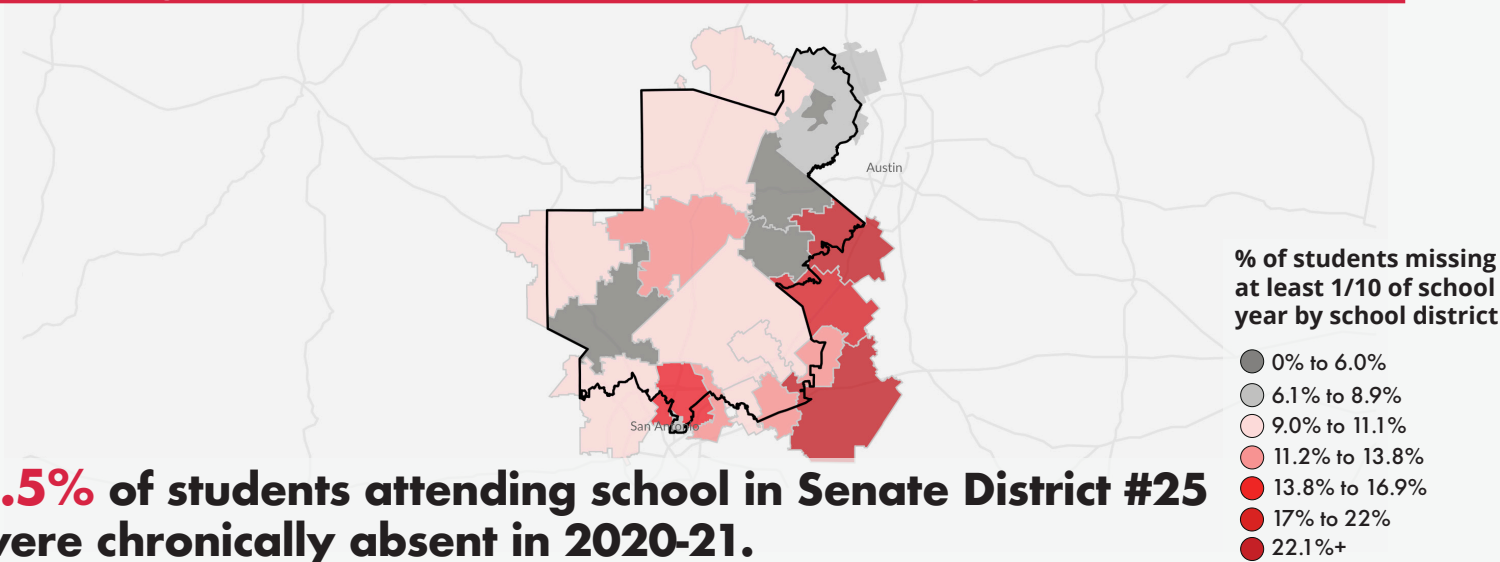 Austin
San Antonio
% of students missing
at least 1/10 of school
year by school district
0% to 6.0%
6.1% to 8.9%
9.0% to 11.1%
11.2% to 13.8%
13.8% to 16.9%
17% to 22%
22.1%+
.5% of students attending school in Senate District #25
were chronically absent in 2020-21.